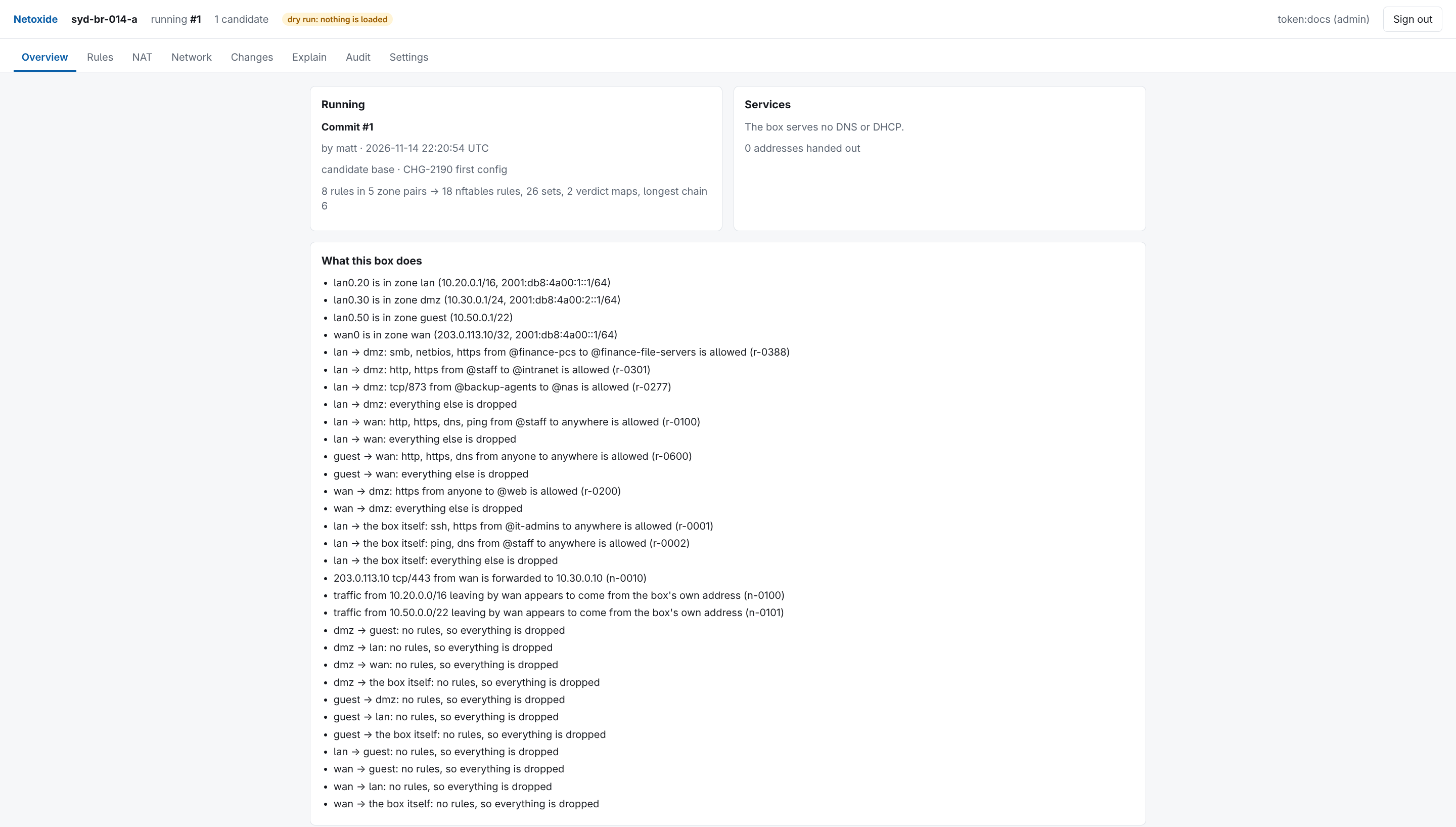 Netoxide syd-br-014-a running #1 1 candidate dry run: nothing is loaded token:docs (admin) Sign out
Overview Rules NAT Network Changes Explain Audit Settings
Running
Commit #1
by matt · 2026-11-14 22:20:54 UTC
candidate base · CHG-2190 first config
8 rules in 5 zone pairs → 18 nftables rules, 26 sets, 2 verdict maps, longest chain
6
Services
The box serves no DNS or DHCP.
0 addresses handed out
What this box does
• lan0.20 is in zone lan (10.20.0.1/16, 2001:db8:4a00:1::1/64)
• lan0.30 is in zone dmz (10.30.0.1/24, 2001:db8:4a00:2::1/64)
• lan0.50 is in zone guest (10.50.0.1/22)
• wan0 is in zone wan (203.0.113.10/32, 2001:db8:4a00::1/64)
• lan → dmz: smb, netbios, https from @finance-pcs to @finance-file-servers is allowed (r-0388)
• lan → dmz: http, https from @staff to @intranet is allowed (r-0301)
• lan → dmz: tcp/873 from @backup-agents to @nas is allowed (r-0277)
• lan → dmz: everything else is dropped
• lan → wan: http, https, dns, ping from @staff to anywhere is allowed (r-0100)
• lan → wan: everything else is dropped
• guest → wan: http, https, dns from anyone to anywhere is allowed (r-0600)
• guest → wan: everything else is dropped
• wan → dmz: https from anyone to @web is allowed (r-0200)
• wan → dmz: everything else is dropped
• lan → the box itself: ssh, https from @it-admins to anywhere is allowed (r-0001)
• lan → the box itself: ping, dns from @staff to anywhere is allowed (r-0002)
• lan → the box itself: everything else is dropped
• 203.0.113.10 tcp/443 from wan is forwarded to 10.30.0.10 (n-0010)
• traffic from 10.20.0.0/16 leaving by wan appears to come from the box's own address (n-0100)
• traffic from 10.50.0.0/22 leaving by wan appears to come from the box's own address (n-0101)
• dmz → guest: no rules, so everything is dropped
• dmz → lan: no rules, so everything is dropped
• dmz → wan: no rules, so everything is dropped
• dmz → the box itself: no rules, so everything is dropped
• guest → dmz: no rules, so everything is dropped
• guest → lan: no rules, so everything is dropped
• guest → the box itself: no rules, so everything is dropped
• lan → guest: no rules, so everything is dropped
• wan → guest: no rules, so everything is dropped
• wan → lan: no rules, so everything is dropped
• wan → the box itself: no rules, so everything is dropped